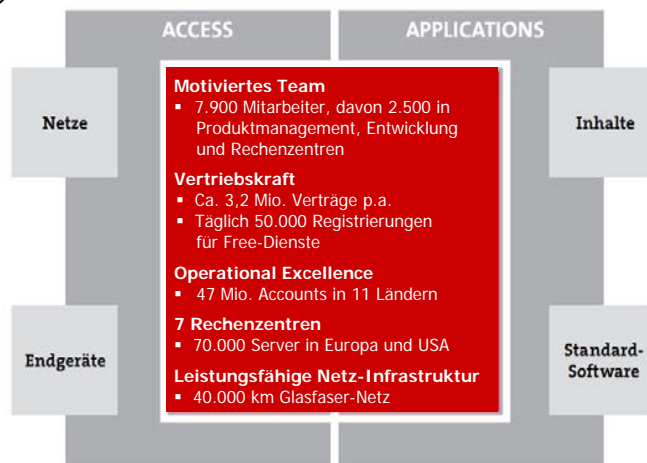 ACCESS
APPLICATIONS
Netze
Inhalte
Motiviertes Team
▪ 7.900 Mitarbeiter, davon 2.500 in
Produktmanagement, Entwicklung
und Rechenzentren
Vertriebskraft
▪ Ca. 3,2 Mio. Verträge p.a.
▪ Täglich 50.000 Registrierungen
für Free-Dienste
Operational Excellence
▪ 47 Mio. Accounts in 11 Ländern
7 Rechenzentren
▪ 70.000 Server in Europa und USA
Leistungsfähige Netz-Infrastruktur
▪ 40.000 km Glasfaser-Netz
Endgeräte
Standard-
Software